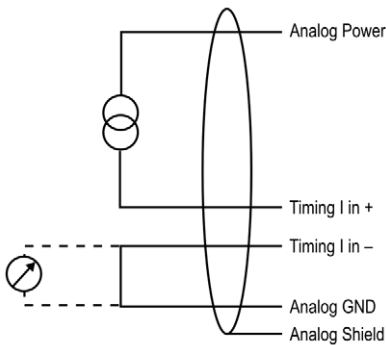 Analog Power
Timing I in +
Timing I in –
Analog GND
Analog Shield